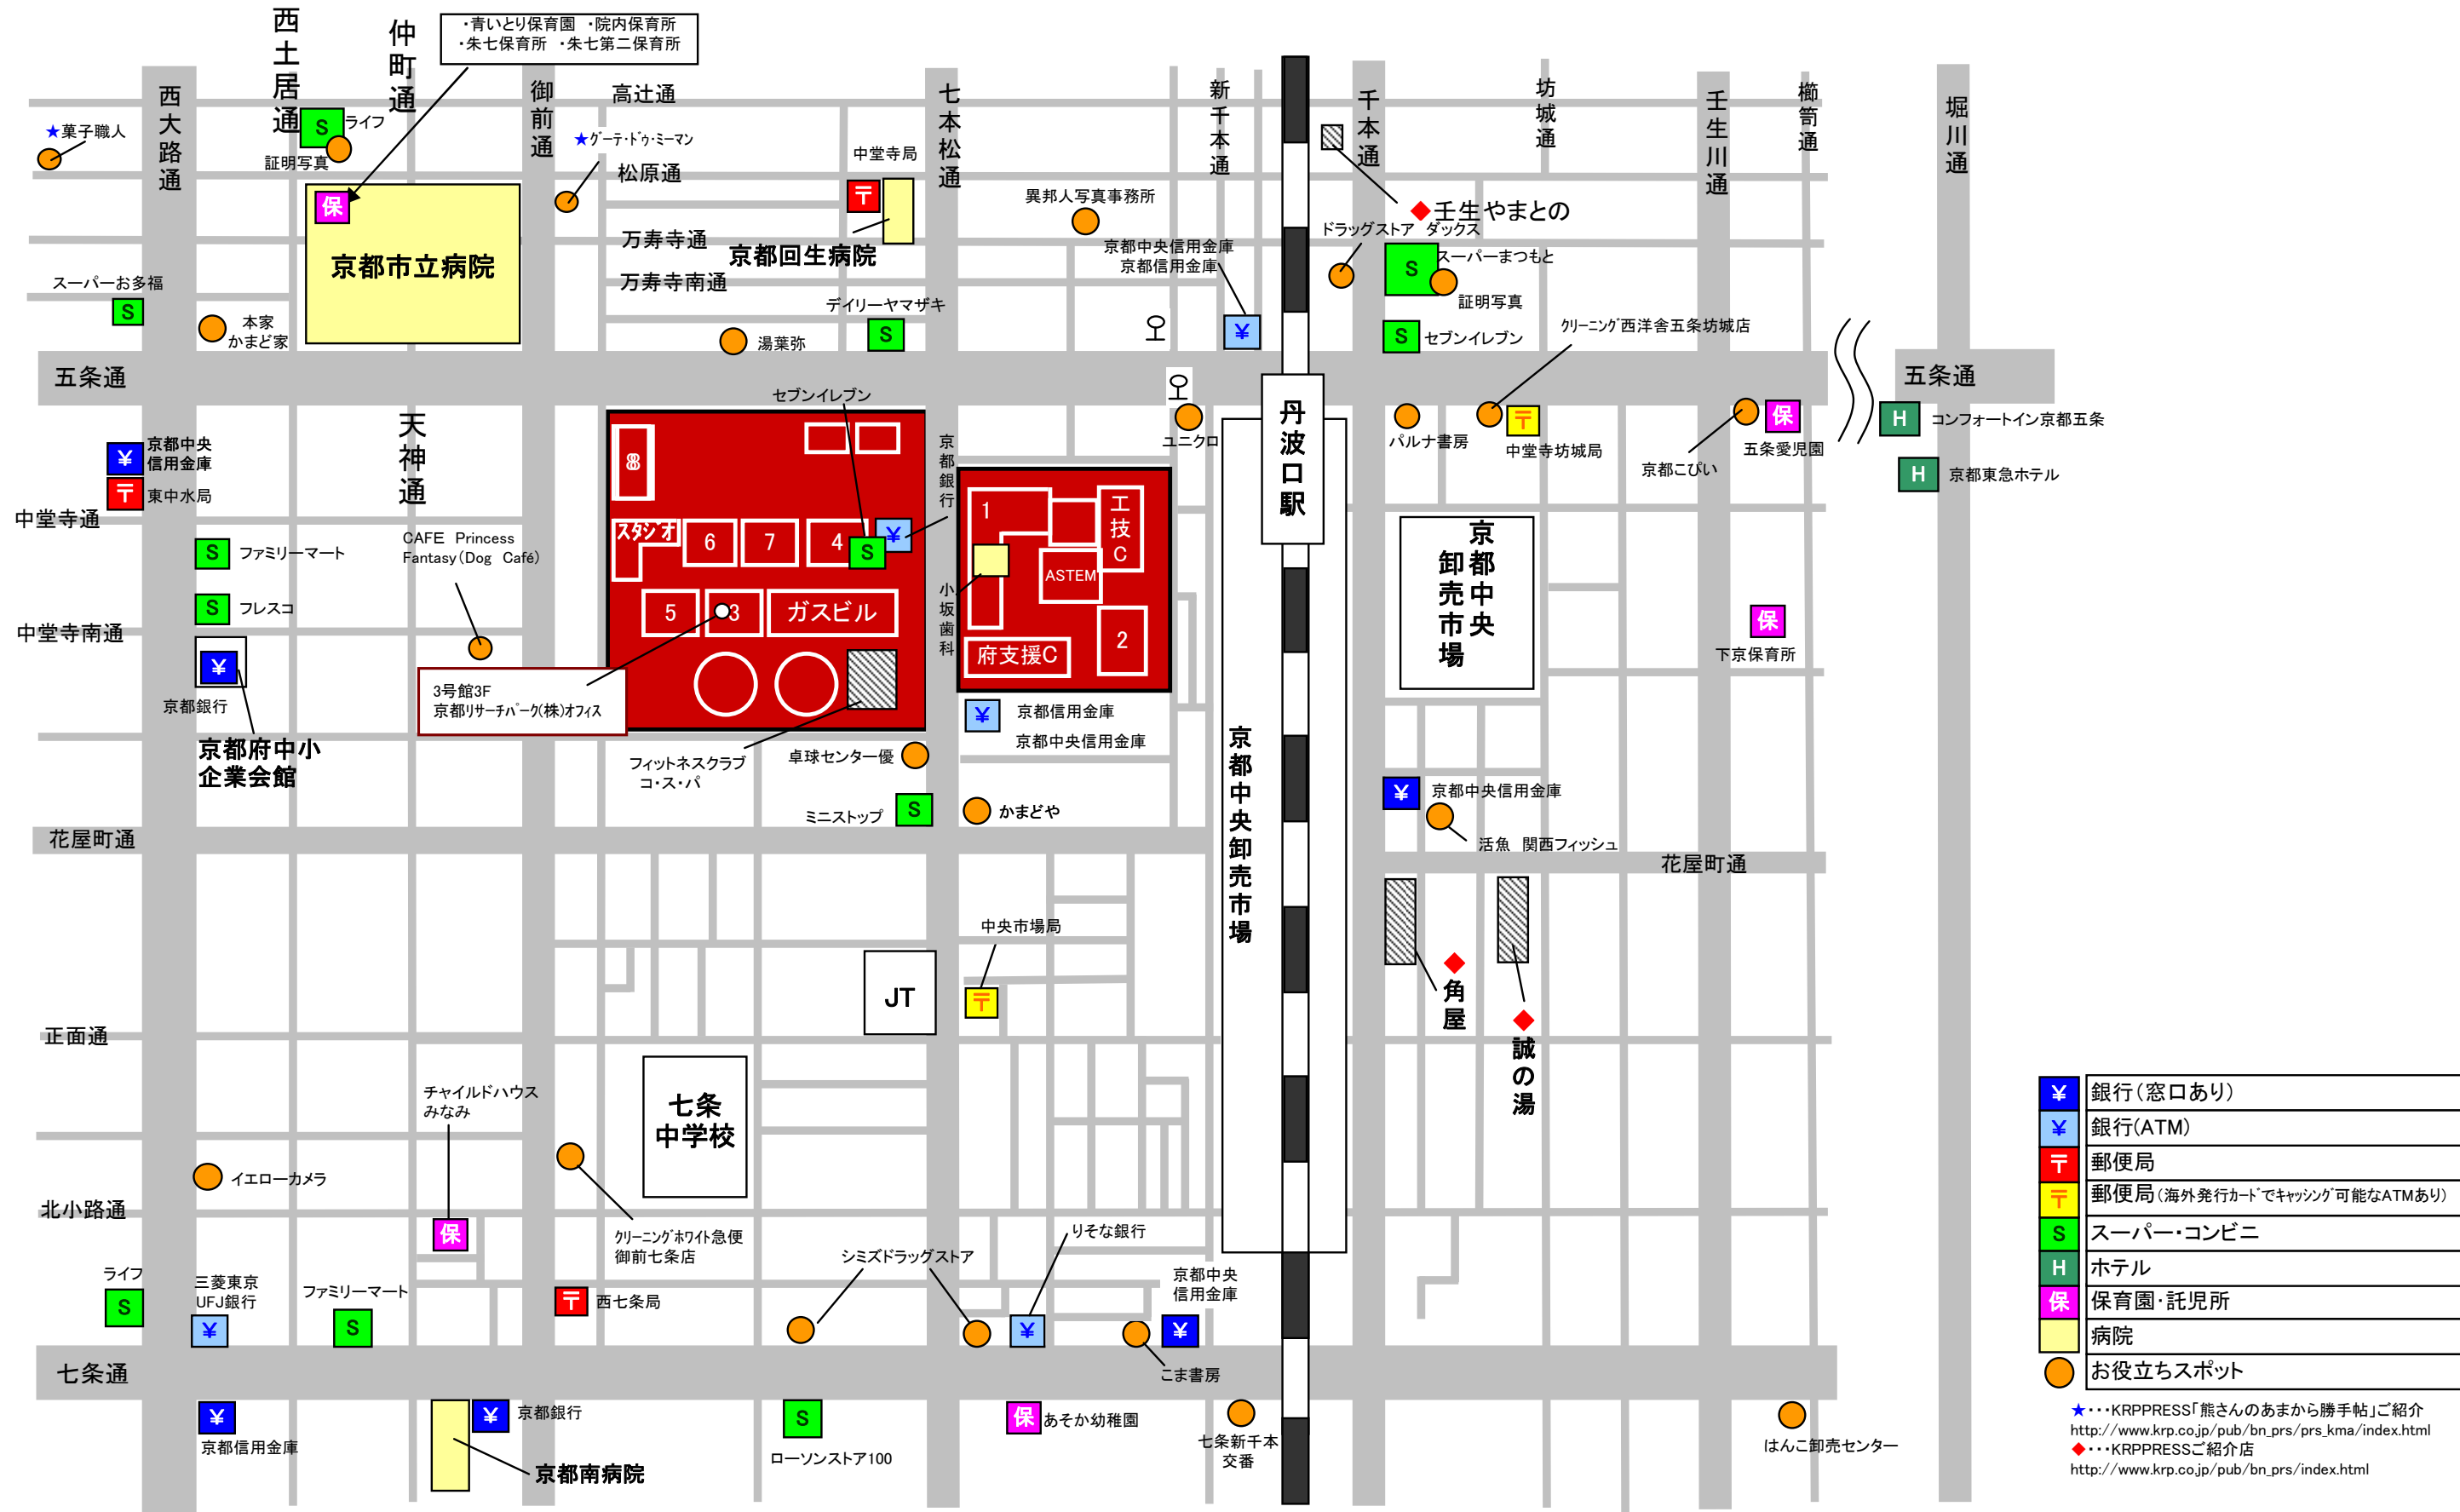 ・青いとり保育園　・院内保育所
・朱七保育所　・朱七第二保育所
西大路通
西土居通
仲町通
御前通
高辻通
七本松通
新千本通
千本通
坊城通
壬生川通
櫛笥通
堀川通
★菓子職人
S
ライフ
証明写真
★グーテ・ドゥ・ミーマン
松原通
中堂寺局
〒
保
京都市立病院
万寿寺通
京都回生病院
万寿寺南通
異邦人写真事務所
京都中央信用金庫
京都信用金庫
¥
◆壬生やまとの
ドラッグストア　ダックス
S
スーパーまつもと
証明写真
スーパーお多福
S
本家
かまど家
湯葉弥
デイリーヤマザキ
S
S
セブンイレブン
クリーニング西洋舎五条坊城店
五条通
五条通
セブンイレブン
丹波口駅
ユニクロ
パルナ書房
〒
中堂寺坊城局
京都こぴい
保
五条愛児園
H
コンフォートイン京都五条
H
京都東急ホテル
¥
京都中央
信用金庫
〒
東中水局
天神通
中堂寺通
S
ファミリーマート
CAFE　Princess
Fantasy（Dog　Café）
S
フレスコ
中堂寺南通
¥
京都銀行
京都府中小
企業会館
8
スタジオ
6
7
4
S
¥
京都銀行
5
3
ガスビル
3号館3F
京都リサーチパーク(株)オフィス
1
工技C
ASTEM
2
府支援C
小坂歯科
¥
京都信用金庫
京都中央信用金庫
フィットネスクラブ
コ・ス・パ
卓球センター優
ミニストップ
S
かまどや
京都中央卸売市場
京都中央
卸売市場
保
下京保育所
¥
京都中央信用金庫
活魚　関西フィッシュ
花屋町通
花屋町通
中央市場局
〒
JT
◆角屋
◆誠の湯
正面通
七条
中学校
チャイルドハウス
みなみ
保
イエローカメラ
北小路通
クリーニングホワイト急便
御前七条店
シミズドラッグストア
りそな銀行
¥
京都中央
信用金庫
¥
こま書房
ライフ
S
三菱東京
UFJ銀行
¥
ファミリーマート
S
〒
西七条局
七条通
¥
京都信用金庫
¥
京都銀行
京都南病院
S
ローソンストア100
保
あそか幼稚園
七条新千本
交番
はんこ卸売センター
¥ 銀行（窓口あり）
¥ 銀行(ATM)
〒 郵便局
〒 郵便局（海外発行カードでキャッシング可能なATMあり）
S スーパー・コンビニ
H ホテル
保 保育園・託児所
病院
お役立ちスポット
★・・・KRPPRESS「熊さんのあまから勝手帖」ご紹介
http://www.krp.co.jp/pub/bn_prs/prs_kma/index.html
◆・・・KRPPRESSご紹介店
http://www.krp.co.jp/pub/bn_prs/index.html